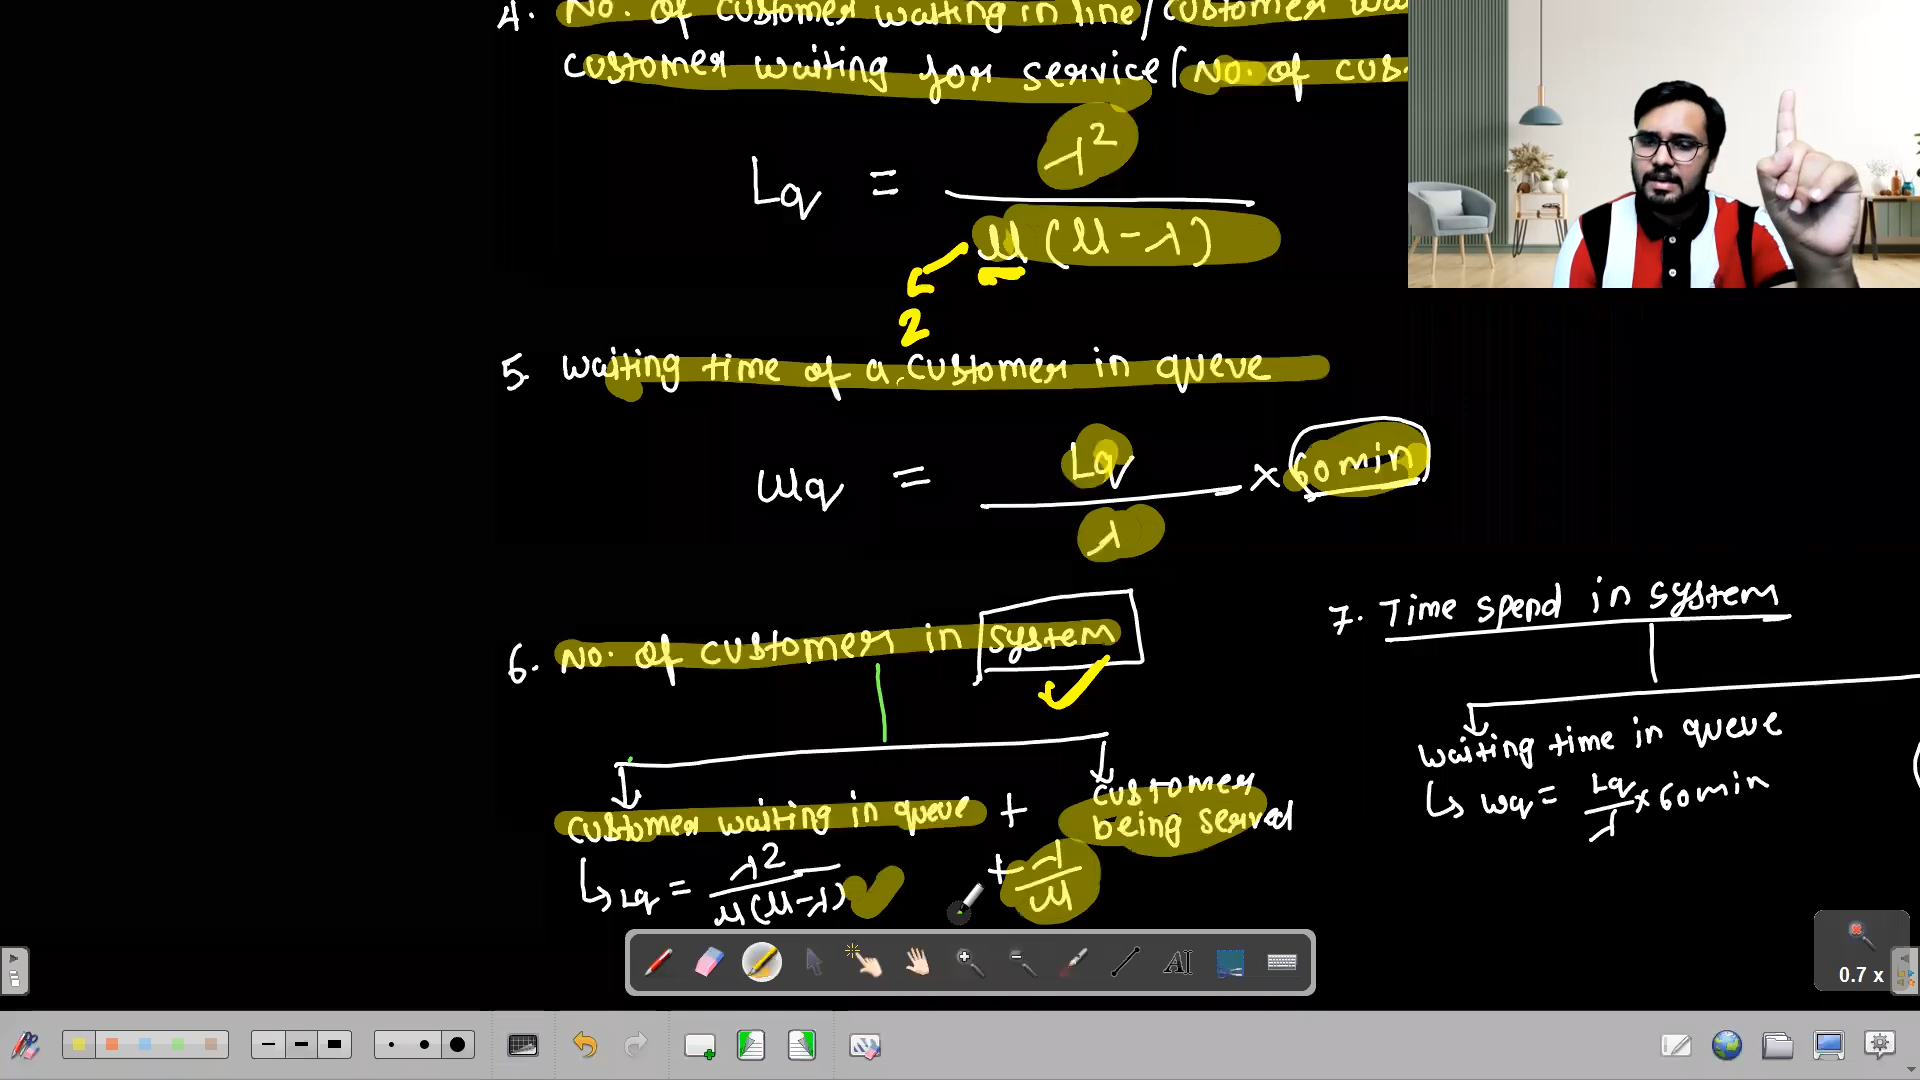 4. No. of customer waiting in line/customer wai
customer waiting for service/No. of cus.
Lq = λ²
μ(μ-λ)
2
5. waiting time of a customer in queue
Wq = Lq
λ
× 60min
6. No. of customer in system
7. Time spend in system
waiting time in queue
↳ wq = Lq/λ × 60min
customer waiting in queue + customer being served
↳ Lq = λ²/μ(μ-λ) + λ/μ
AI
0.7 x